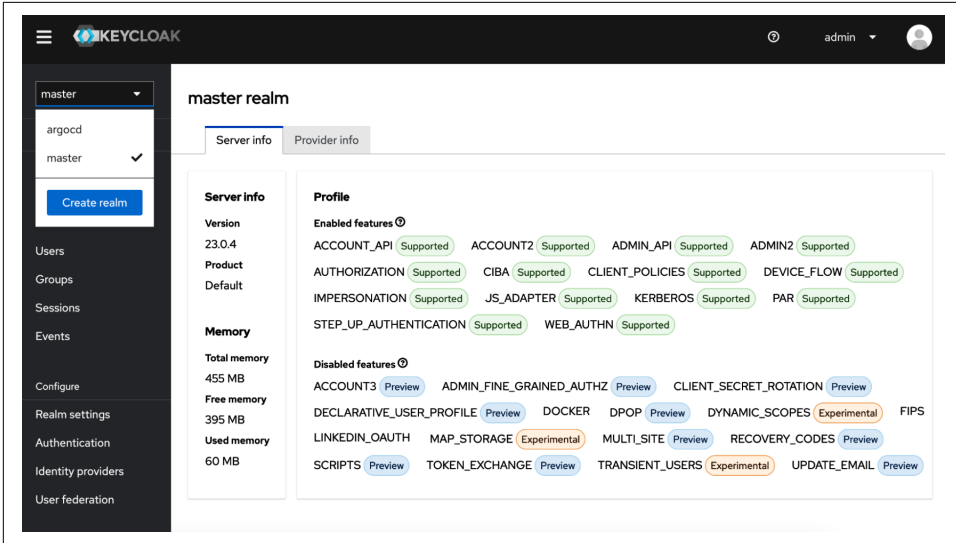 KEYCLOAK
admin
master
argocd
master
Create realm
Users
Groups
Sessions
Events
Configure
Realm settings
Authentication
Identity providers
User federation
master realm
Server info
Provider info
Server info
Version
23.0.4
Product
Default
Memory
Total memory
455 MB
Free memory
395 MB
Used memory
60 MB
Profile
Enabled features
ACCOUNT_API Supported ACCOUNT2 Supported ADMIN_API Supported ADMIN2 Supported
AUTHORIZATION Supported CIBA Supported CLIENT_POLICIES Supported DEVICE_FLOW Supported
IMPERSONATION Supported JS_ADAPTER Supported KERBEROS Supported PAR Supported
STEP_UP_AUTHENTICATION Supported WEB_AUTHN Supported
Disabled features
ACCOUNT3 Preview ADMIN_FINE_GRAINED_AUTHZ Preview CLIENT_SECRET_ROTATION Preview
DECLARATIVE_USER_PROFILE Preview DOCKER DPOP Preview DYNAMIC_SCOPES Experimental FIPS
LINKEDIN_OAUTH MAP_STORAGE Experimental MULTI_SITE Preview RECOVERY_CODES Preview
SCRIPTS Preview TOKEN_EXCHANGE Preview TRANSIENT_USERS Experimental UPDATE_EMAIL Preview